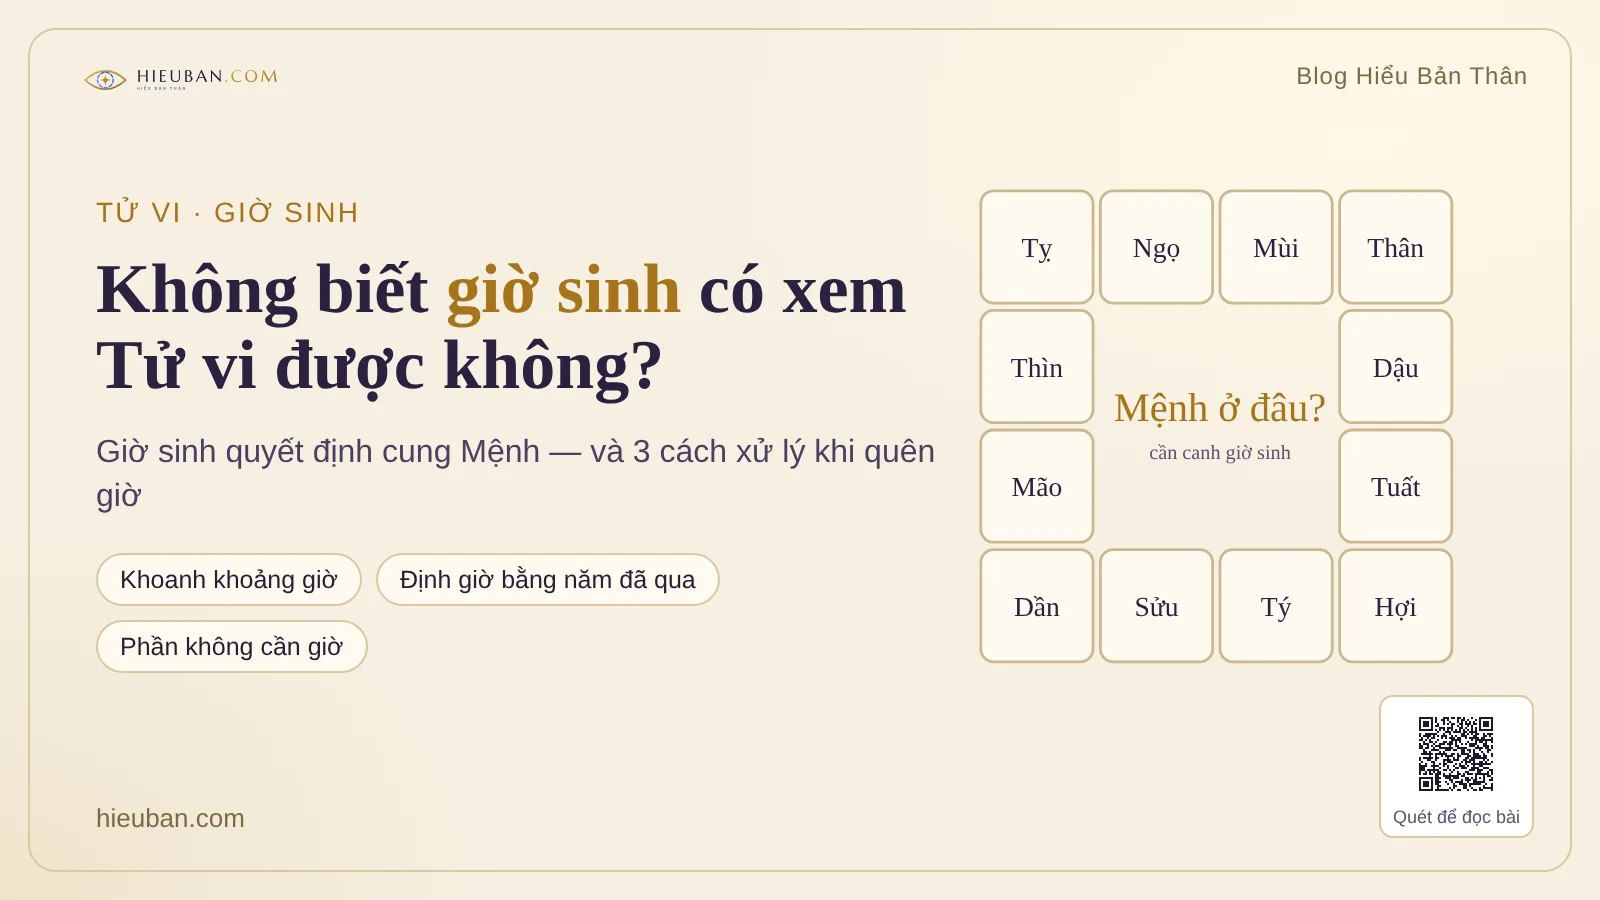 HIEUBAN.COM
HIỂU BẢN THÂN
Blog Hiểu Bản Thân
TỬ VI · GIỜ SINH
Không biết giờ sinh có xem
Tử vi được không?
Giờ sinh quyết định cung Mệnh — và 3 cách xử lý khi quên
giờ
Khoanh khoảng giờ
Định giờ bằng năm đã qua
Phần không cần giờ
Tỵ Ngọ Mùi Thân
Thìn Dậu
Mệnh ở đâu?
cần canh giờ sinh
Mão Tuất
Dần Sửu Tý Hợi
Quét để đọc bài
hieuban.com